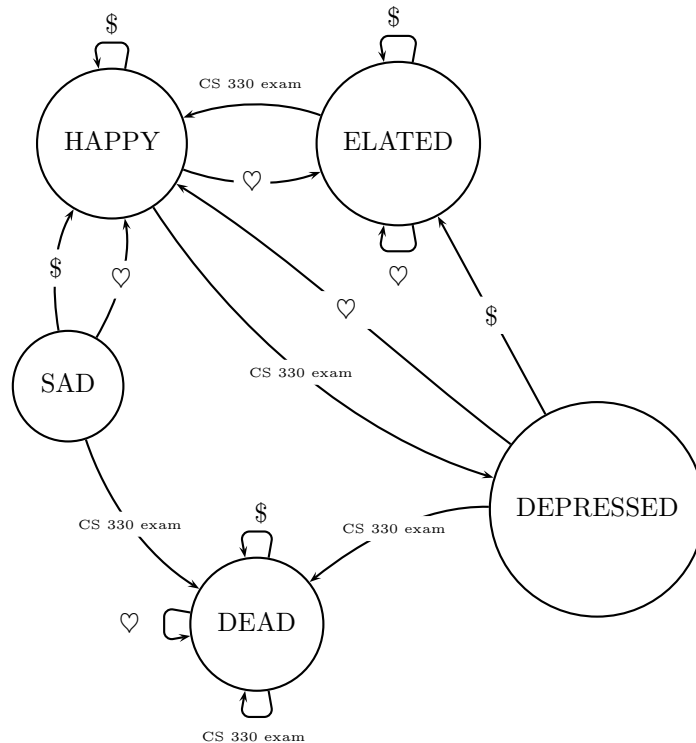 $
$
CS 330 exam
HAPPY
ELATED
♡
$
♡
♡
♡
$
CS 330 exam
SAD
DEPRESSED
$
CS 330 exam
CS 330 exam
♡
DEAD
CS 330 exam